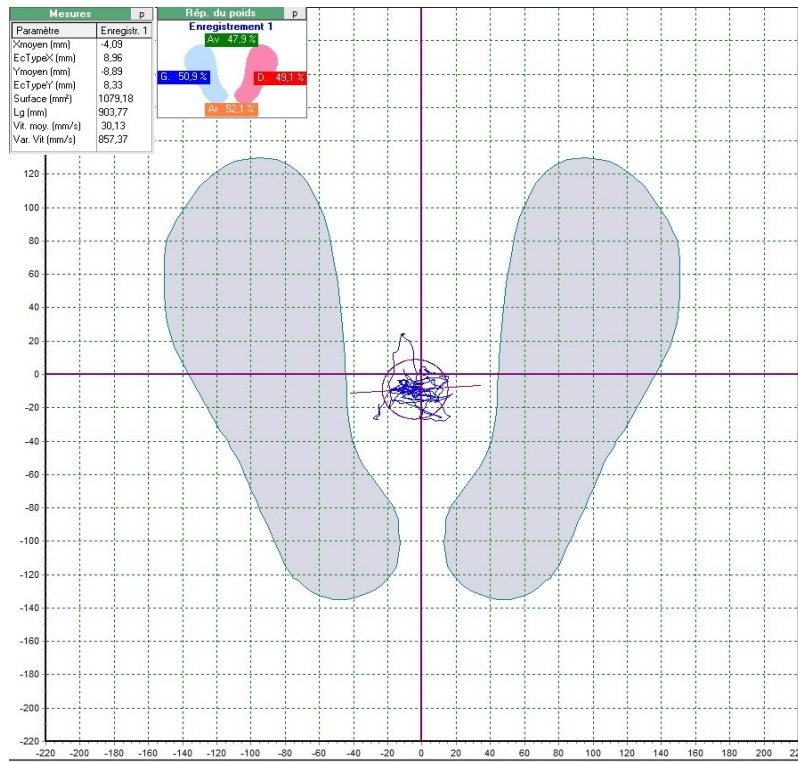 Mesures p
Paramètre Enregistr. 1
Xmoyen (mm) -4,09
EcTypeX (mm) 8,96
Ymoyen (mm) -8,89
EcTypeY (mm) 8,33
Surface (mm²) 1079,18
Lg (mm) 903,77
Vit. moy. (mm/s) 30,13
Var. Vit (mm/s) 857,37
Rép. du poids p
Enregistrement 1
Av 47,9 %
G. 50,9 % D. 49,1 %
Ar 52,1 %
120
100
80
60
40
20
0
-20
-40
-60
-80
-100
-120
-140
-160
-180
-200
-220
-220 -200 -180 -160 -140 -120 -100 -80 -60 -40 -20 0 20 40 60 80 100 120 140 160 180 200 22